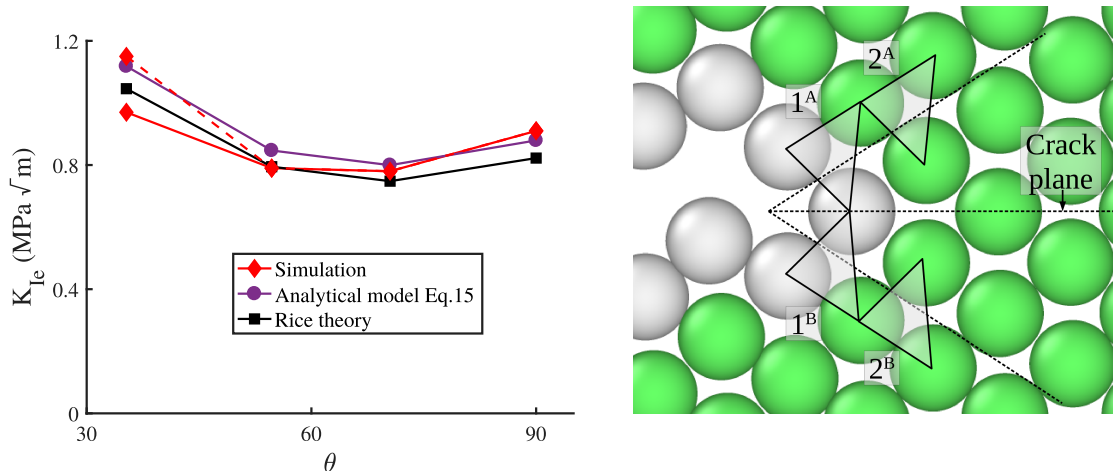 1.2
0.8
0.4
0
30
60
90
K_Ie (MPa √m)
θ
Simulation
Analytical model Eq.15
Rice theory
2^A
1^A
Crack
plane
1^B
2^B